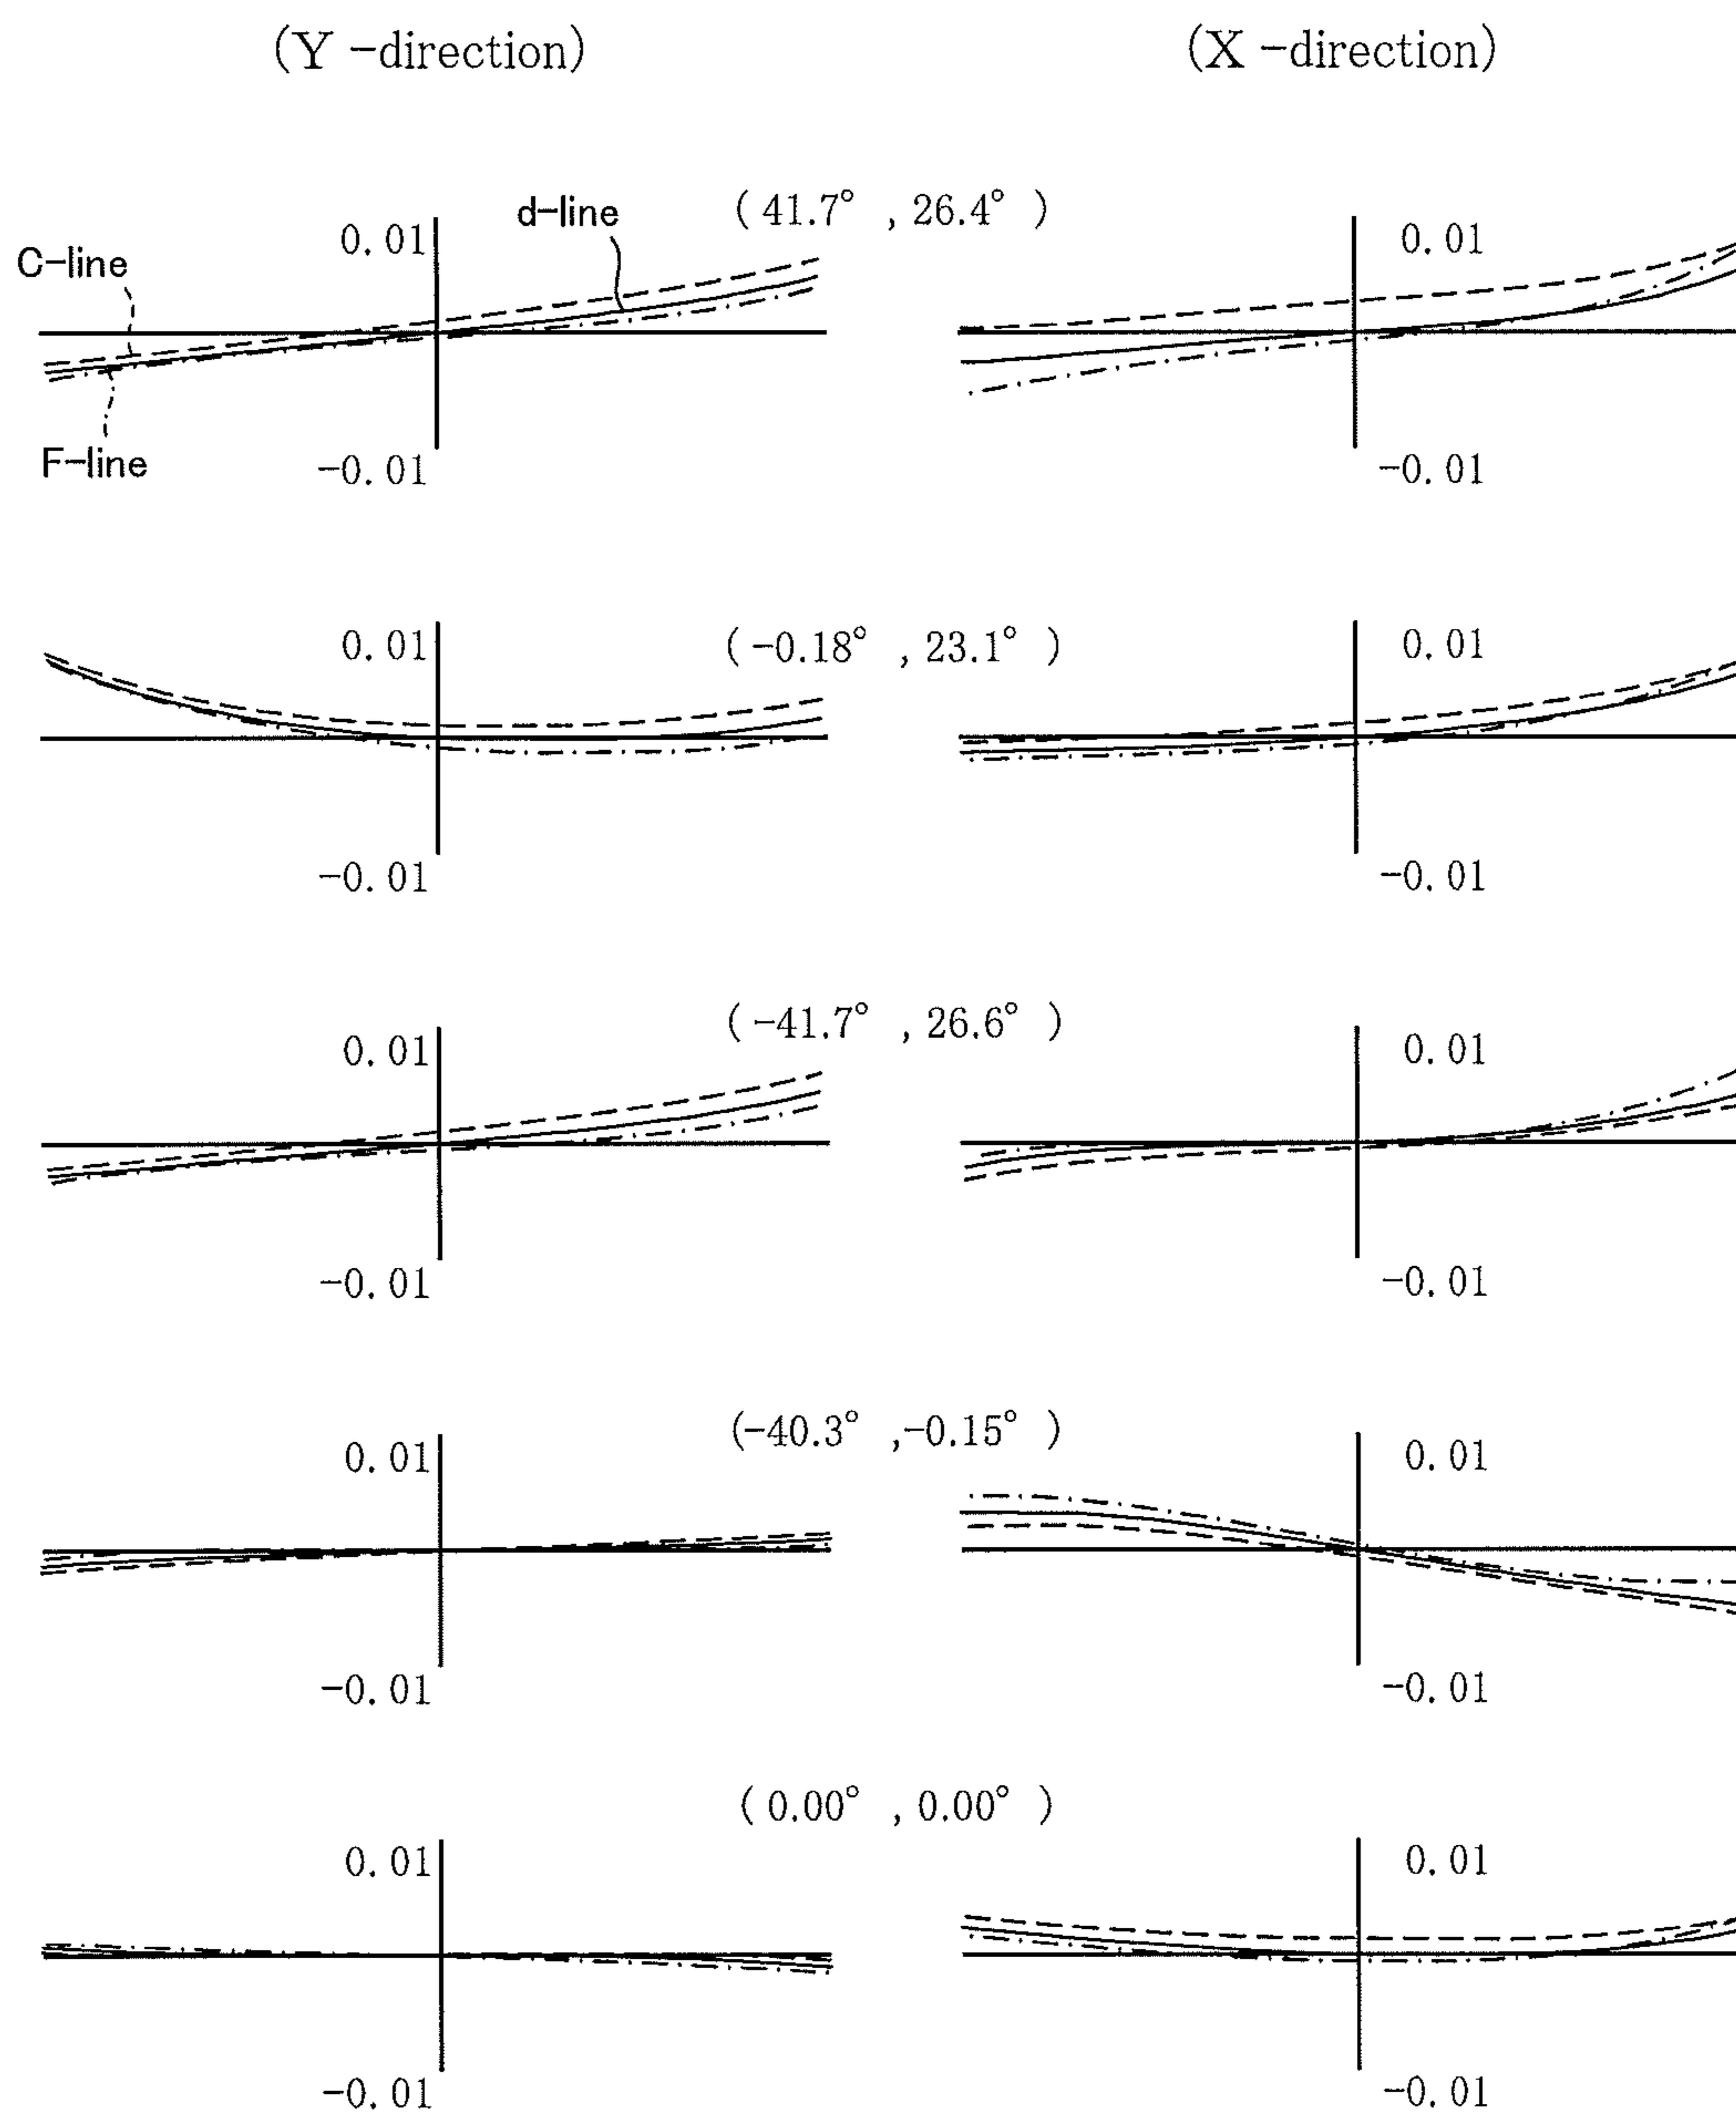 (Y -direction) (X -direction)
(41.7° ,26.4° )
d-line
0.01 0.01
C-line
F-line
-0.01 -0.01
(-0.18° ,23.1° )
0.01 0.01
-0.01 -0.01
(-41.7° ,26.6° )
0.01 0.01
-0.01 -0.01
(-40.3° ,-0.15° )
0.01 0.01
-0.01 -0.01
(0.00° ,0.00° )
0.01 0.01
-0.01 -0.01